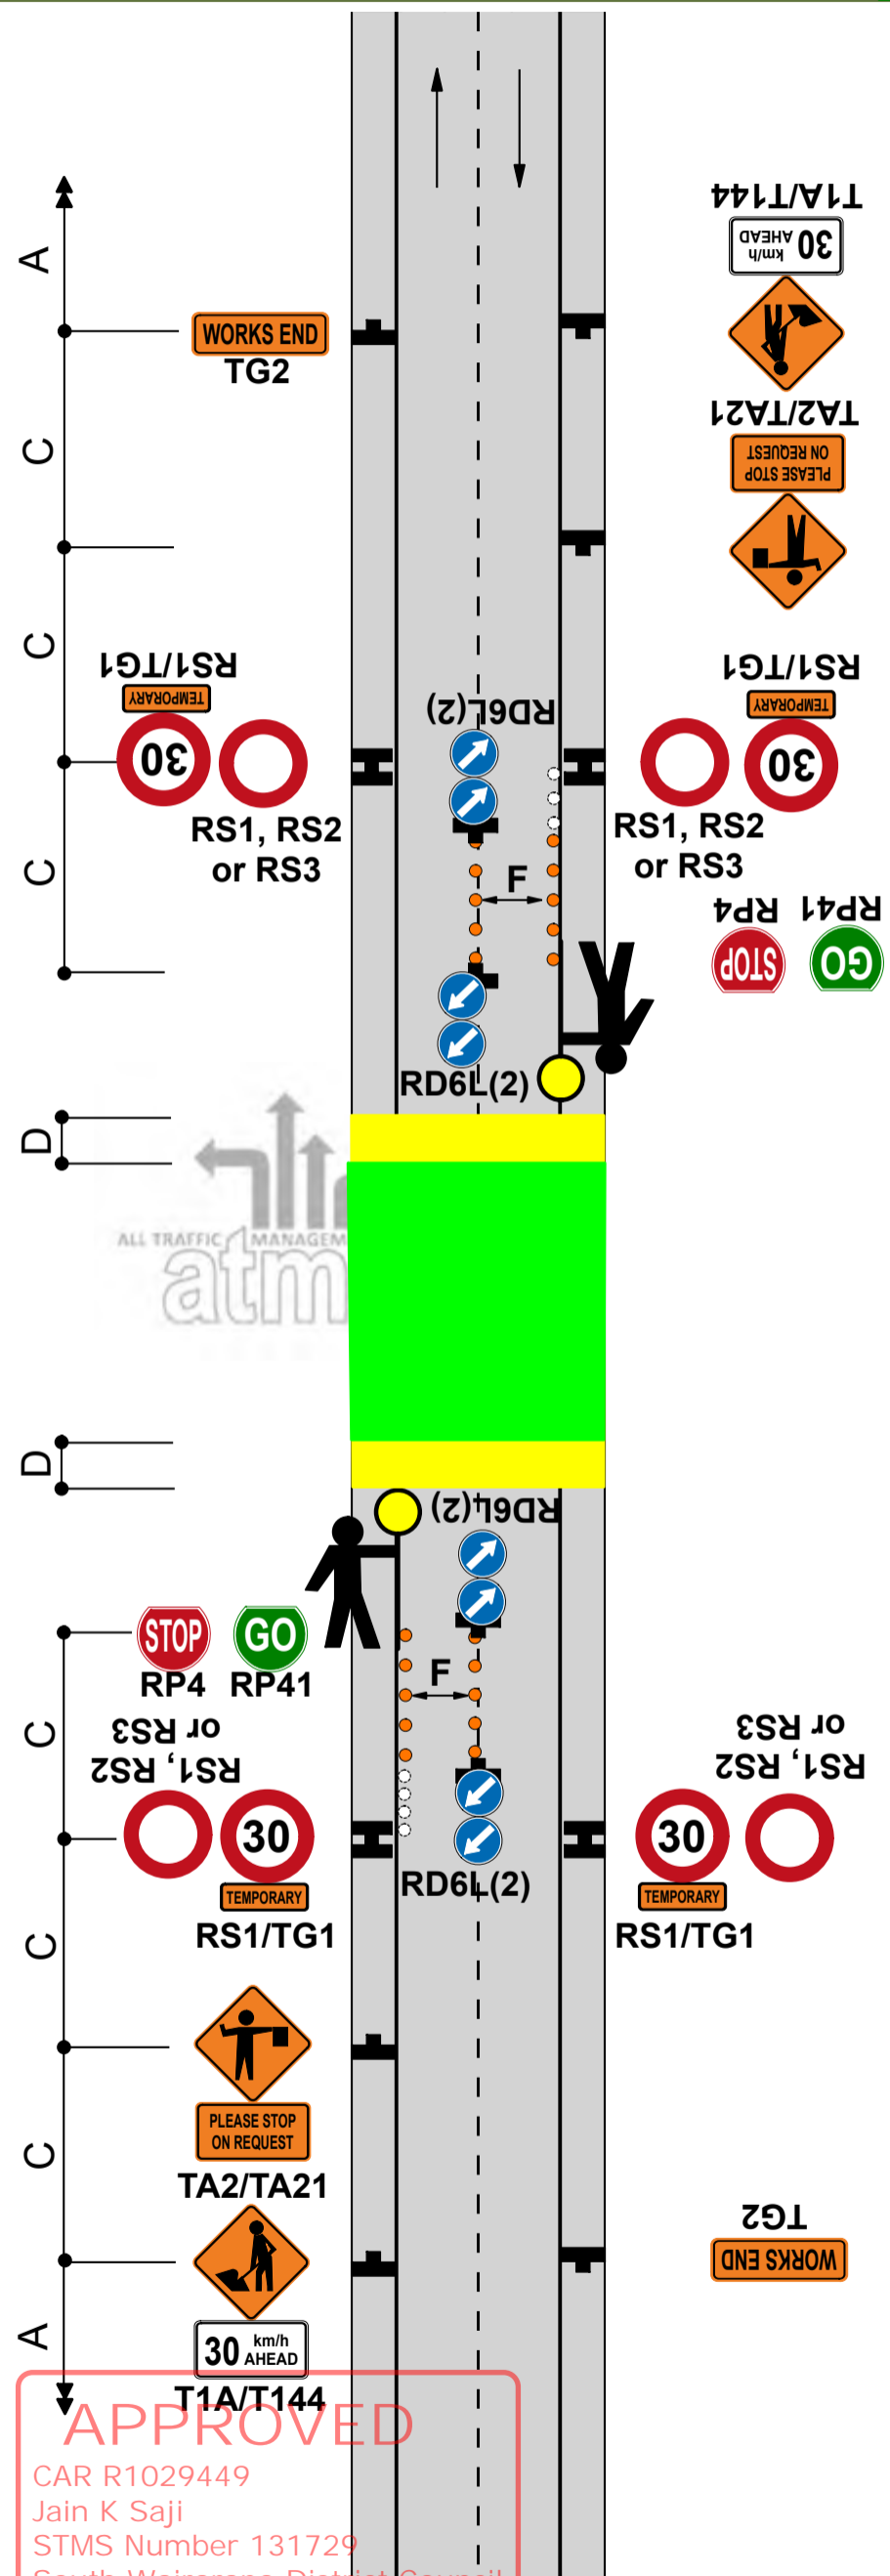 T1A/T144
30 km/h AHEAD
A
WORKS END
TG2
TA2/TA21
PLEASE STOP
ON REQUEST
C
C
RS1/TG1
TEMPORARY
30
RS1, RS2
or RS3
RD6L(2)
RS1/TG1
TEMPORARY
30
RS1, RS2
or RS3
C
F
RP4
RP41
STOP
GO
RD6L(2)
D
ALL TRAFFIC MANAGEM
atm
D
RD6L(2)
STOP
GO
RP4
RP41
F
C
RS1, RS2
or RS3
30
TEMPORARY
RS1/TG1
RD6L(2)
RS1, RS2
or RS3
30
TEMPORARY
RS1/TG1
C
PLEASE STOP
ON REQUEST
TA2/TA21
C
TG2
WORKS END
A
30 km/h AHEAD
T1A/T144
APPROVED
CAR R1029449
Jain K Saji
STMS Number 131729
South Wairarapa District Council